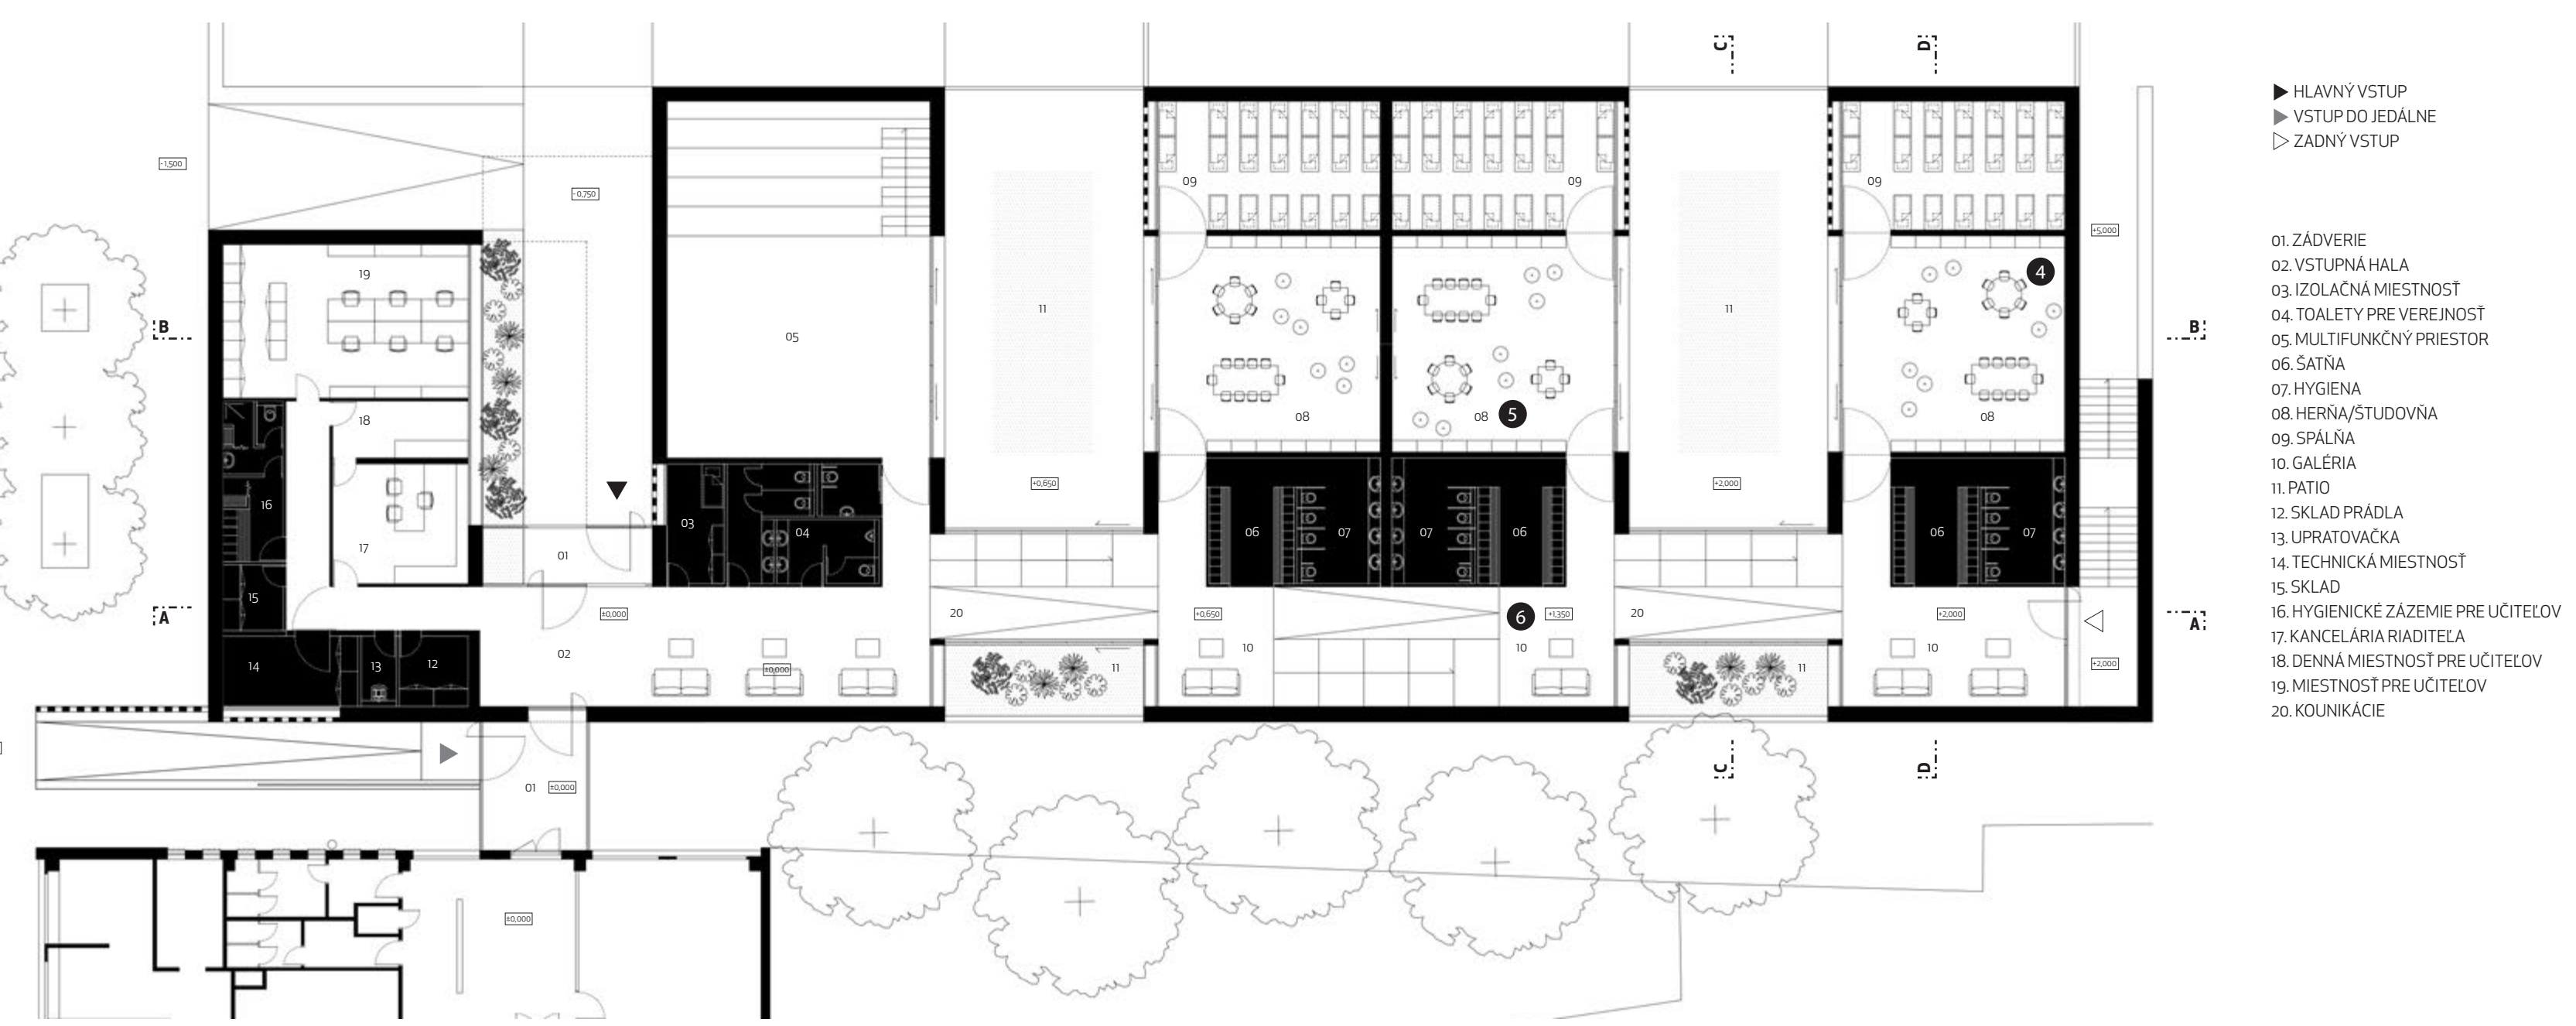 C
D
HLAVNÝ VSTUP
VSTUP DO JEDÁLNE
ZADNÝ VSTUP
-1,500
-0,750
09
09
09
+5,000
01. ZÁDVERIE
02. VSTUPNÁ HALA
03. IZOLAČNÁ MIESTNOSŤ
04. TOALETY PRE VEREJNOSŤ
05. MULTIFUNKČNÝ PRIESTOR
06. ŠATŇA
07. HYGIENA
08. HERŇA/ŠTUDOVŇA
09. SPÁLŇA
10. GALÉRIA
11. PATIO
12. SKLAD PRÁDLA
13. UPRATOVAČKA
14. TECHNICKÁ MIESTNOSŤ
15. SKLAD
16. HYGIENICKÉ ZÁZEMIE PRE UČITEĽOV
17. KANCELÁRIA RIADITEĽA
18. DENNÁ MIESTNOSŤ PRE UČITEĽOV
19. MIESTNOSŤ PRE UČITEĽOV
20. KOUNIKÁCIE
19
4
11
11
B
05
B
18
08
08
5
08
+0,650
+2,000
16
03
04
06
07
07
06
06
07
17
01
15
±0,000
20
+0,650
6
+1,350
20
+2,000
A
A
02
10
10
10
14
13
12
±0,000
11
11
+2,000
C
D
01
±0,000
±0,000